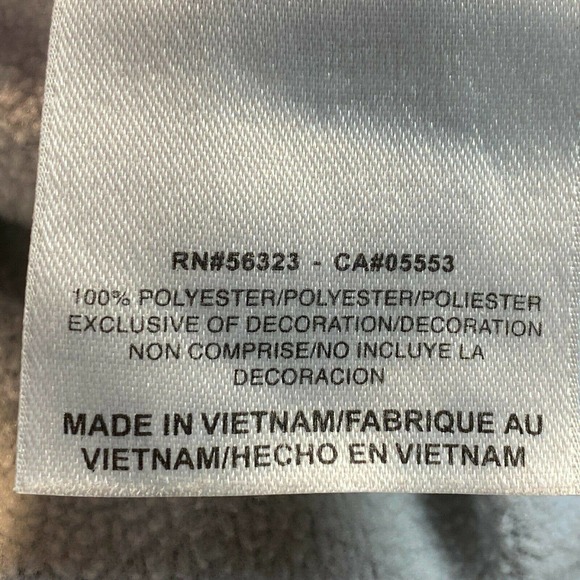 RN#56323 - CA#05553
100% POLYESTER/POLYESTER/POLIESTER
EXCLUSIVE OF DECORATION/DECORATION
NON COMPRISE/NO INCLUYE LA
DECORACION
MADE IN VIETNAM/FABRIQUE AU
VIETNAM/HECHO EN VIETNAM